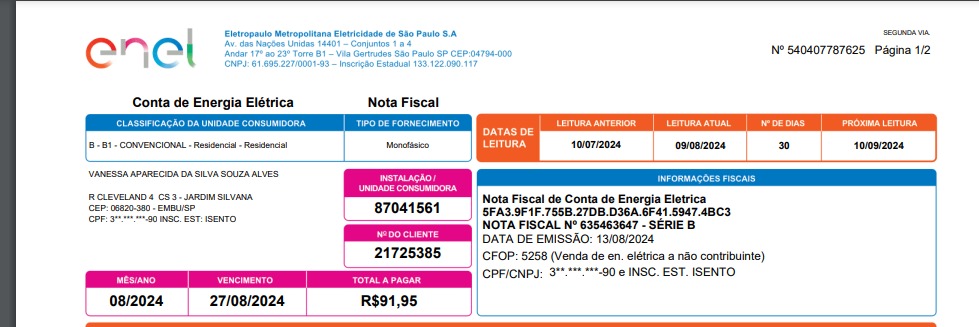 enel
Eletropaulo Metropolitana Eletricidade de São Paulo S.A
Av. das Nações Unidas 14401 – Conjuntos 1 a 4
Andar 17º ao 23º Torre B1 – Vila Gertrudes São Paulo SP CEP:04794-000
CNPJ: 61.695.227/0001-93 – Inscrição Estadual 133.122.090.117
SEGUNDA VIA.
Nº 540407787625 Página 1/2
Conta de Energia Elétrica Nota Fiscal
CLASSIFICAÇÃO DA UNIDADE CONSUMIDORA TIPO DE FORNECIMENTO
B - B1 - CONVENCIONAL - Residencial - Residencial Monofásico
DATAS DE LEITURA
LEITURA ANTERIOR LEITURA ATUAL Nº DE DIAS PRÓXIMA LEITURA
10/07/2024 09/08/2024 30 10/09/2024
VANESSA APARECIDA DA SILVA SOUZA ALVES
R CLEVELAND 4 CS 3 - JARDIM SILVANA
CEP: 06820-380 - EMBU/SP
CPF: 3**.***.***-90 INSC. EST: ISENTO
INSTALAÇÃO /
UNIDADE CONSUMIDORA
87041561
Nº DO CLIENTE
21725385
MÊS/ANO VENCIMENTO TOTAL A PAGAR
08/2024 27/08/2024 R$91,95
INFORMAÇÕES FISCAIS
Nota Fiscal de Conta de Energia Eletrica
5FA3.9F1F.755B.27DB.D36A.6F41.5947.4BC3
NOTA FISCAL Nº 635463647 - SÉRIE B
DATA DE EMISSÃO: 13/08/2024
CFOP: 5258 (Venda de en. elétrica a não contribuinte)
CPF/CNPJ: 3**.***.***-90 e INSC. EST. ISENTO